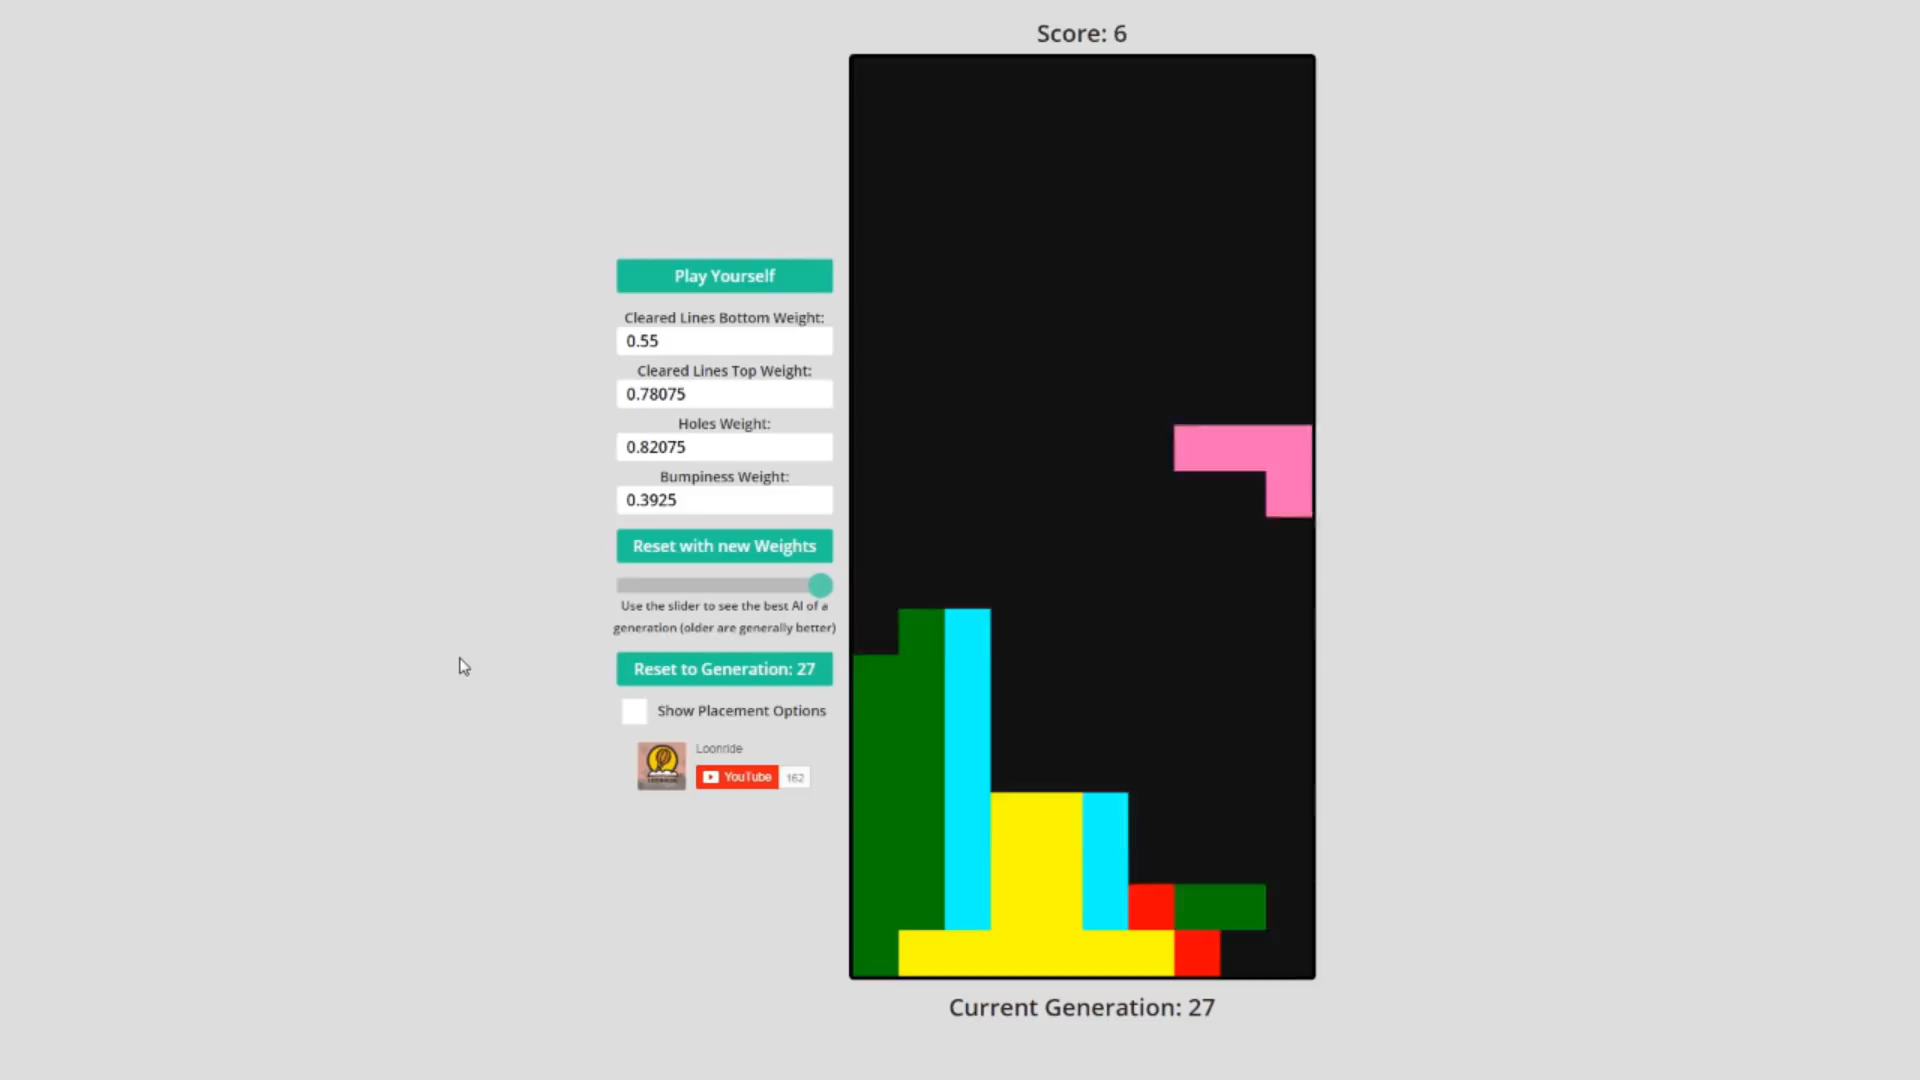 Score: 6
Play Yourself
Cleared Lines Bottom Weight:
0.55
Cleared Lines Top Weight:
0.78075
Holes Weight:
0.82075
Bumpiness Weight:
0.3925
Reset with new Weights
Use the slider to see the best AI of a
generation (older are generally better)
Reset to Generation: 27
Show Placement Options
Loonride
YouTube 162
Current Generation: 27